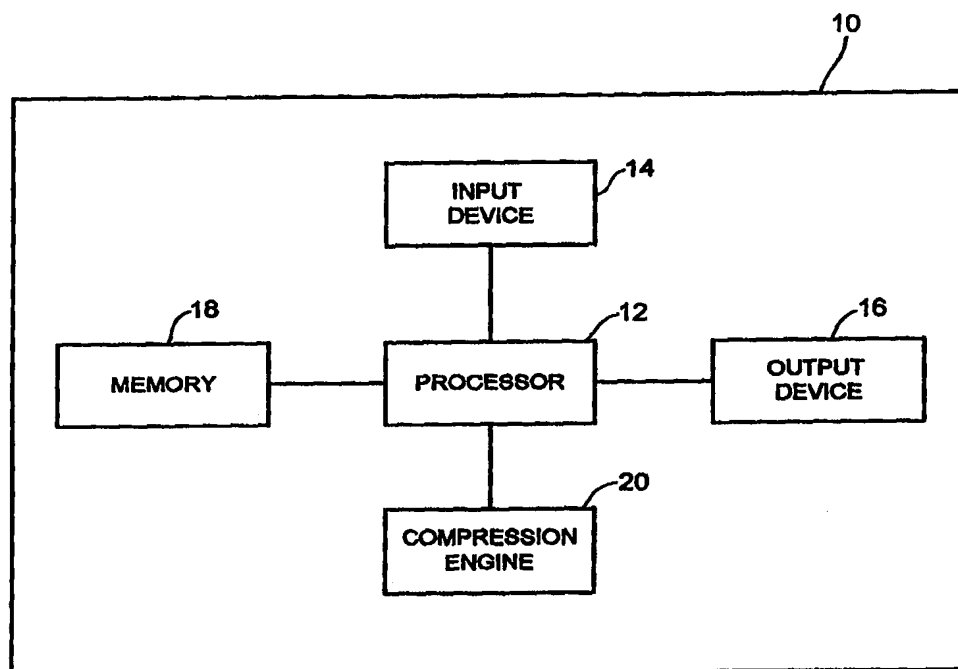 10
INPUT
DEVICE
14
18
MEMORY
12
PROCESSOR
16
OUTPUT
DEVICE
20
COMPRESSION
ENGINE